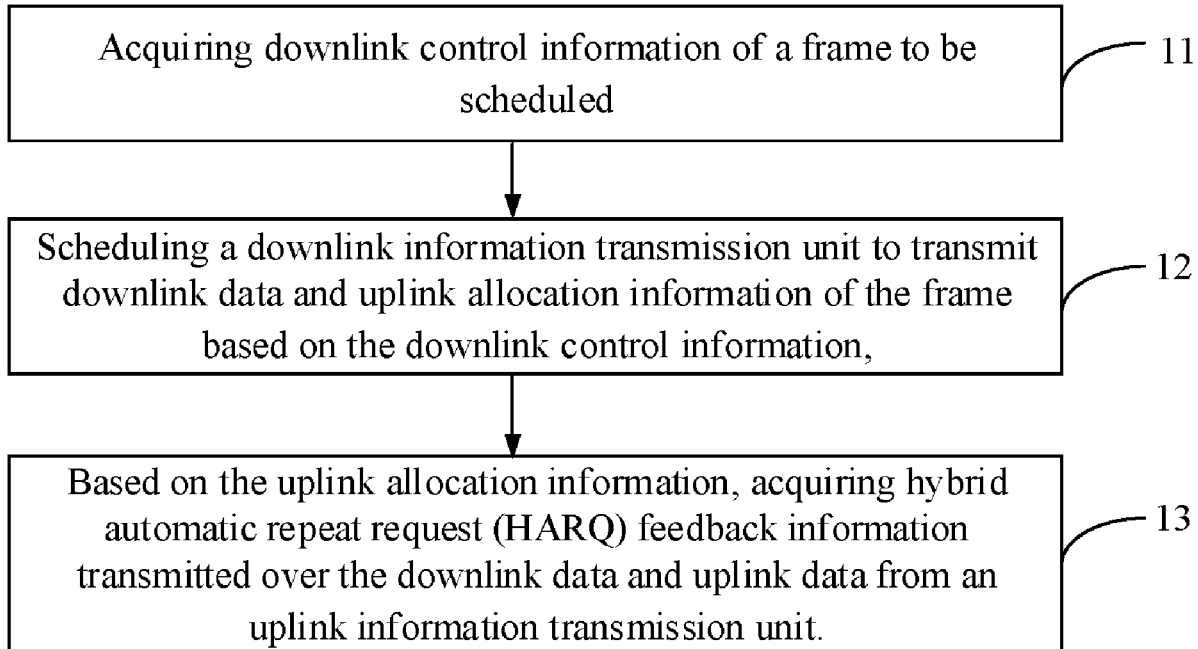 Acquiring downlink control information of a frame to be
scheduled
11
Scheduling a downlink information transmission unit to transmit
downlink data and uplink allocation information of the frame
based on the downlink control information,
12
Based on the uplink allocation information, acquiring hybrid
automatic repeat request (HARQ) feedback information
transmitted over the downlink data and uplink data from an
uplink information transmission unit.
13